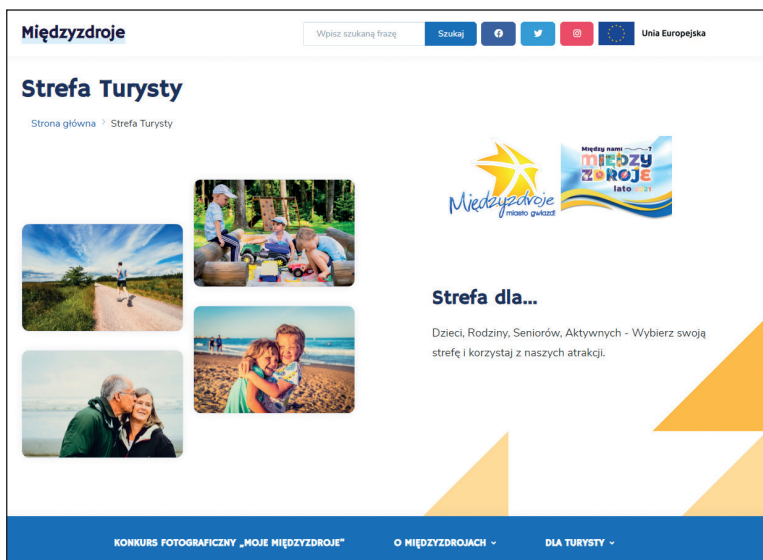 Międzyzdroje
Wpisz szukaną frazę
Szukaj
Unia Europejska
Strefa Turysty
Strona główna > Strefa Turysty
Międzyzdroje
miasto gwiazd!
Między nami
MIĘDZY
ZDROJE
lato 2021
Strefa dla...
Dzieci, Rodziny, Seniorów, Aktywnych - Wybierz swoją
strefę i korzystaj z naszych atrakcji.
KONKURS FOTOGRAFICZNY „MOJE MIĘDZYZDROJE” O MIĘDZYZDROJACH DLA TURYSTY